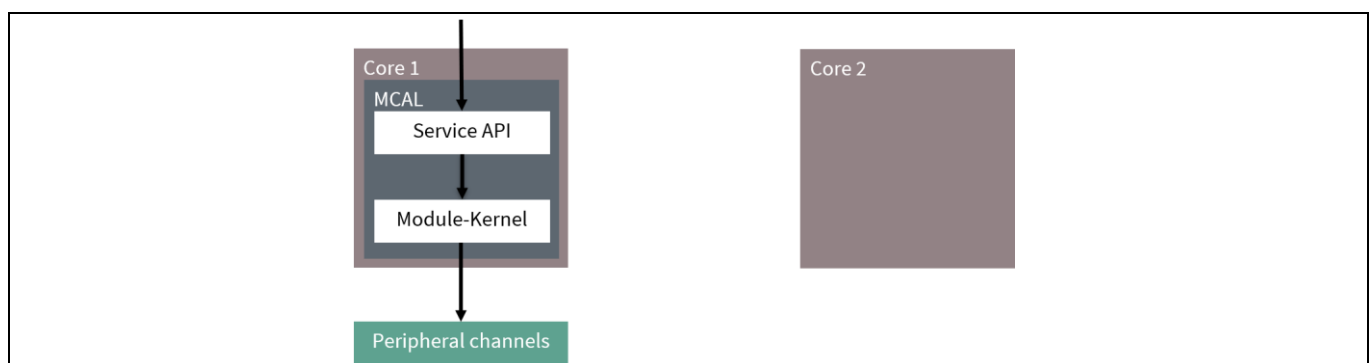 Core 1
Core 2
MCAL
Service API
Module-Kernel
Peripheral channels